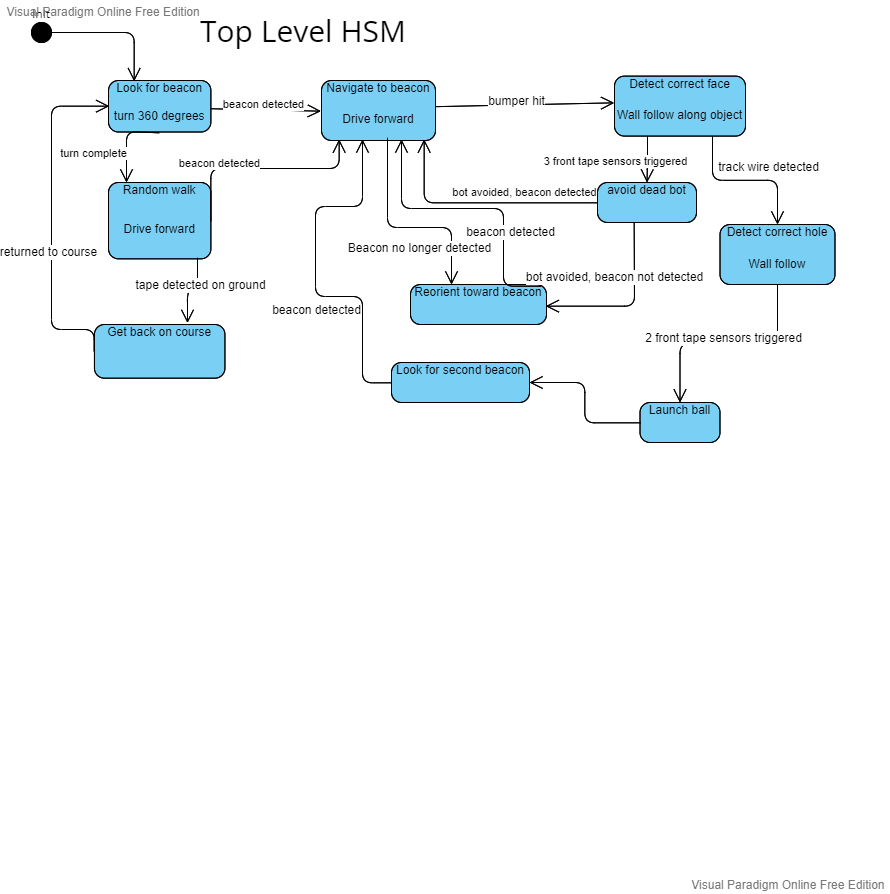 Visual Paradigm Online Free Edition
Init
Top Level HSM
Look for beacon
turn 360 degrees
beacon detected
Navigate to beacon
Drive forward
bumper hit
Detect correct face
Wall follow along object
turn complete
beacon detected
3 front tape sensors triggered
track wire detected
Random walk
Drive forward
bot avoided, beacon detected
avoid dead bot
beacon detected
Detect correct hole
Wall follow
returned to course
Beacon no longer detected
tape detected on ground
bot avoided, beacon not detected
Reorient toward beacon
beacon detected
Get back on course
2 front tape sensors triggered
Look for second beacon
Launch ball
Visual Paradigm Online Free Edition